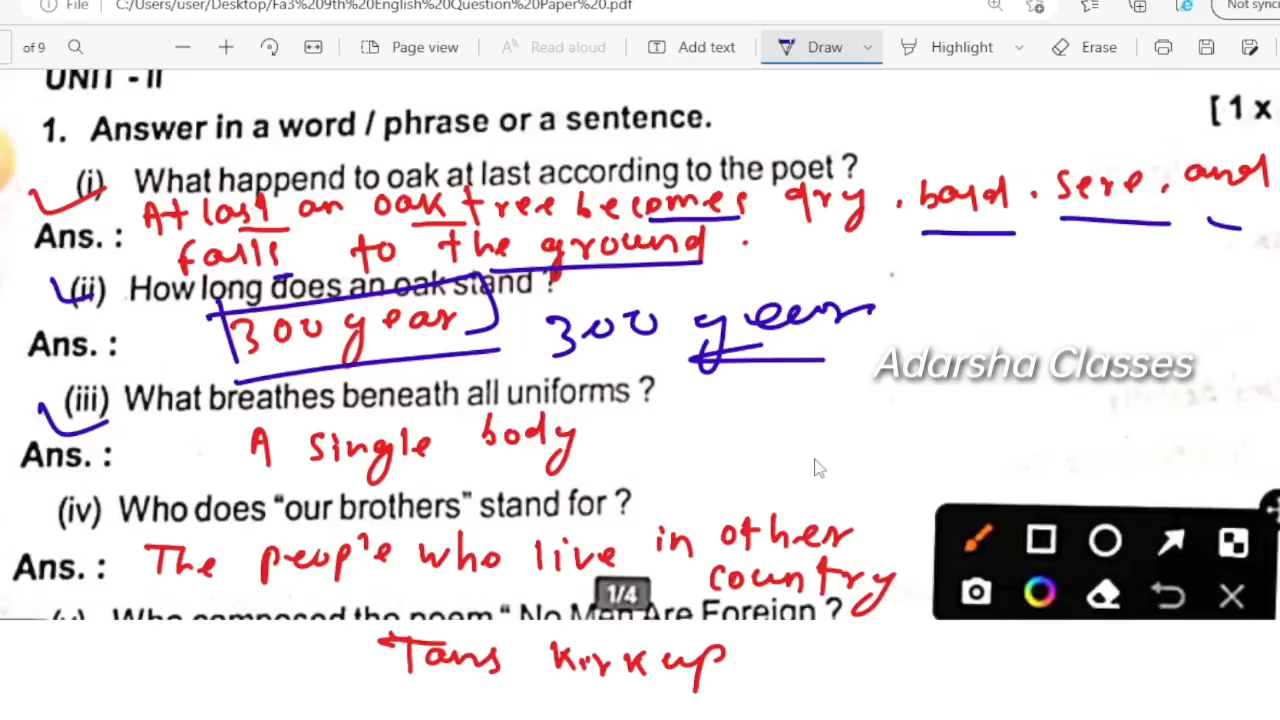 File C:/Users/user/Desktop/Fa3%209th%20English%20Question%20Paper%20.pdf Not sync
of 9 Page view Read aloud Add text Draw Highlight Erase
UNIT - II
1. Answer in a word / phrase or a sentence. [ 1 x
(i) What happend to oak at last according to the poet ?
At last an oak tree becomes dry, bald, sere, and
Ans. :
falls to the ground.
(ii) How long does an oak stand ?
Ans. : 300 year 300 years
Adarsha Classes
(iii) What breathes beneath all uniforms ?
Ans. : A single body
(iv) Who does "our brothers" stand for ?
Ans. : The people who live in other
country
1/4
Who composed the poem " No Men Are Foreign ?
Kirkup